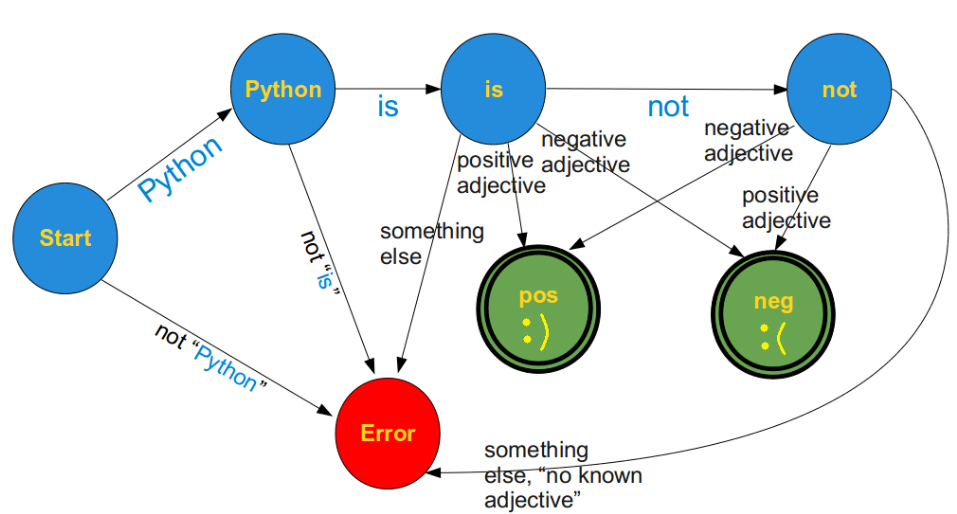 Python
is
is
not
not
Python
positive
adjective
negative
adjective
negative
adjective
positive
adjective
Start
not “is”
something
else
pos
:)
neg
:(
not “Python”
Error
something
else, “no known
adjective”